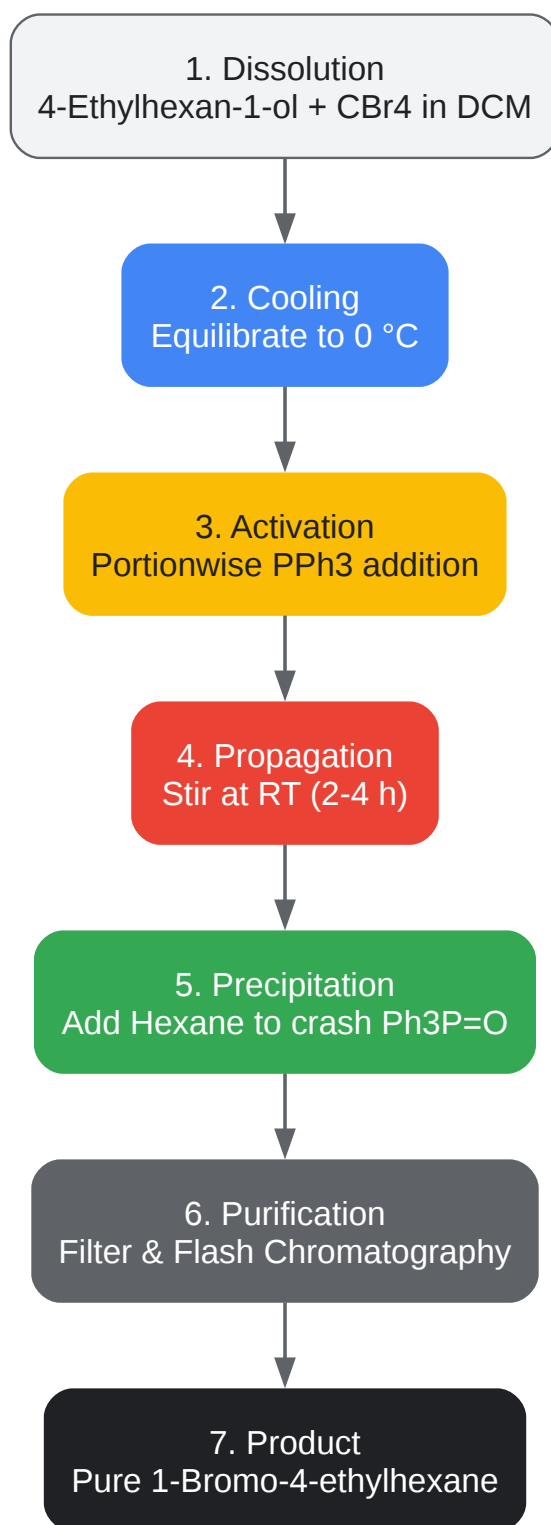 1. Dissolution
4-Ethylhexan-1-ol + CBr4 in DCM
2. Cooling
Equilibrate to 0 °C
3. Activation
Portionwise PPh3 addition
4. Propagation
Stir at RT (2-4 h)
5. Precipitation
Add Hexane to crash Ph3P=O
6. Purification
Filter & Flash Chromatography
7. Product
Pure 1-Bromo-4-ethylhexane